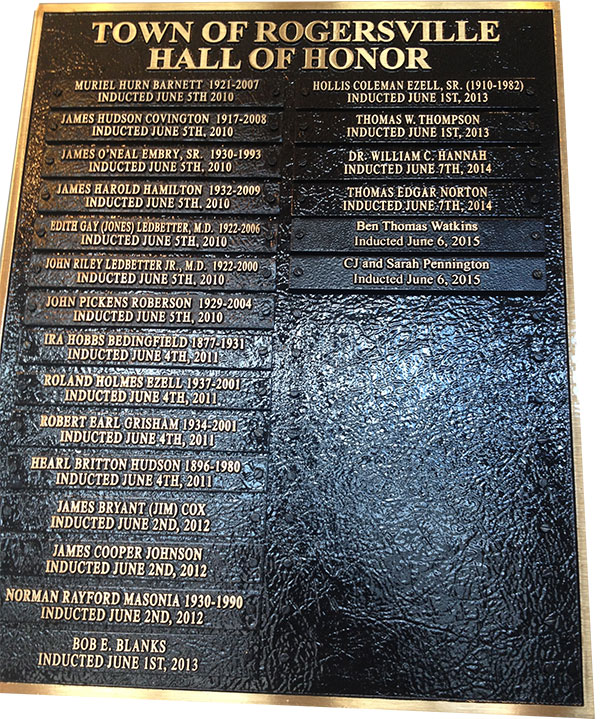 TOWN OF ROGERSVILLE
HALL OF HONOR
MURIEL HURN BARNETT 1921-2007
INDUCTED JUNE 5TH 2010
JAMES HUDSON COVINGTON 1917-2008
INDUCTED JUNE 5TH, 2010
JAMES O'NEAL EMBRY, SR. 1930-1993
INDUCTED JUNE 5TH, 2010
JAMES HAROLD HAMILTON 1932-2009
INDUCTED JUNE 5TH, 2010
EDITH GAY (JONES) LEDBETTER, M.D. 1922-2006
INDUCTED JUNE 5TH, 2010
JOHN RILEY LEDBETTER JR., M.D. 1922-2000
INDUCTED JUNE 5TH, 2010
JOHN PICKENS ROBERSON 1929-2004
INDUCTED JUNE 5TH, 2010
IRA HOBBS BEDINGFIELD 1877-1931
INDUCTED JUNE 4TH, 2011
ROLAND HOLMES EZELL 1937-2001
INDUCTED JUNE 4TH, 2011
ROBERT EARL GRISHAM 1934-2001
INDUCTED JUNE 4TH, 2011
HEARL BRITTON HUDSON 1896-1980
INDUCTED JUNE 4TH, 2011
JAMES BRYANT (JIM) COX
INDUCTED JUNE 2ND, 2012
JAMES COOPER JOHNSON
INDUCTED JUNE 2ND, 2012
NORMAN RAYFORD MASONIA 1930-1990
INDUCTED JUNE 2ND, 2012
BOB E. BLANKS
INDUCTED JUNE 1ST, 2013
HOLLIS COLEMAN EZELL, SR. (1910-1982)
INDUCTED JUNE 1ST, 2013
THOMAS W. THOMPSON
INDUCTED JUNE 1ST, 2013
DR. WILLIAM C. HANNAH
INDUCTED JUNE 7TH, 2014
THOMAS EDGAR NORTON
INDUCTED JUNE 7TH, 2014
Ben Thomas Watkins
Inducted June 6, 2015
CJ and Sarah Pennington
Inducted June 6, 2015